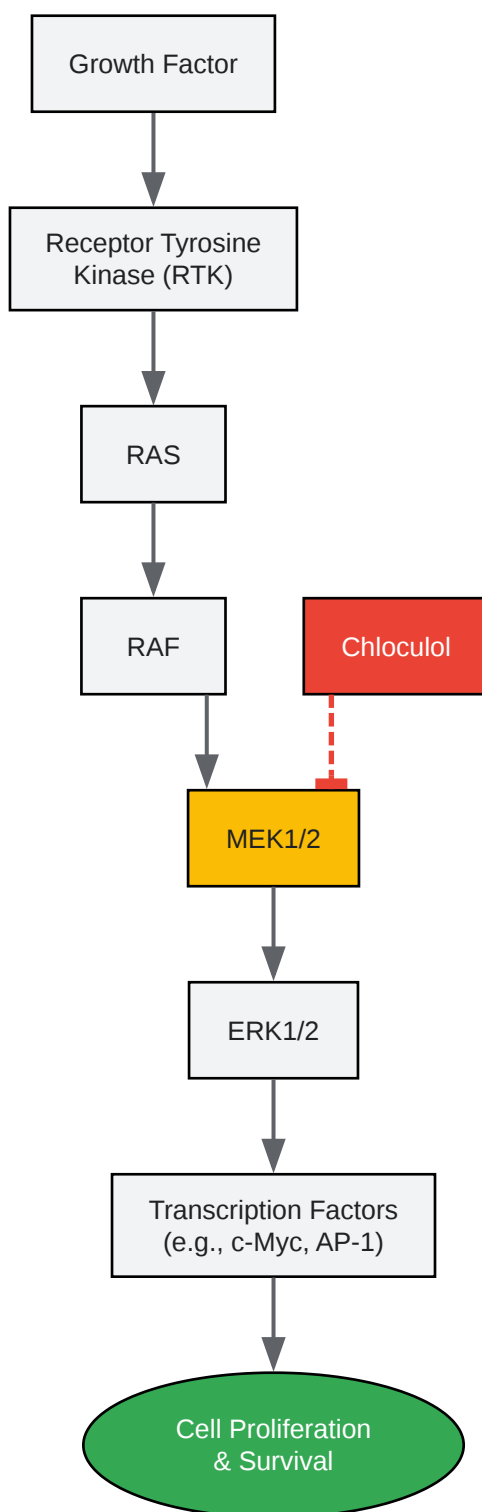 Growth Factor
Receptor Tyrosine
Kinase (RTK)
RAS
RAF
Chloculol
MEK1/2
ERK1/2
Transcription Factors
(e.g., c-Myc, AP-1)
Cell Proliferation
& Survival